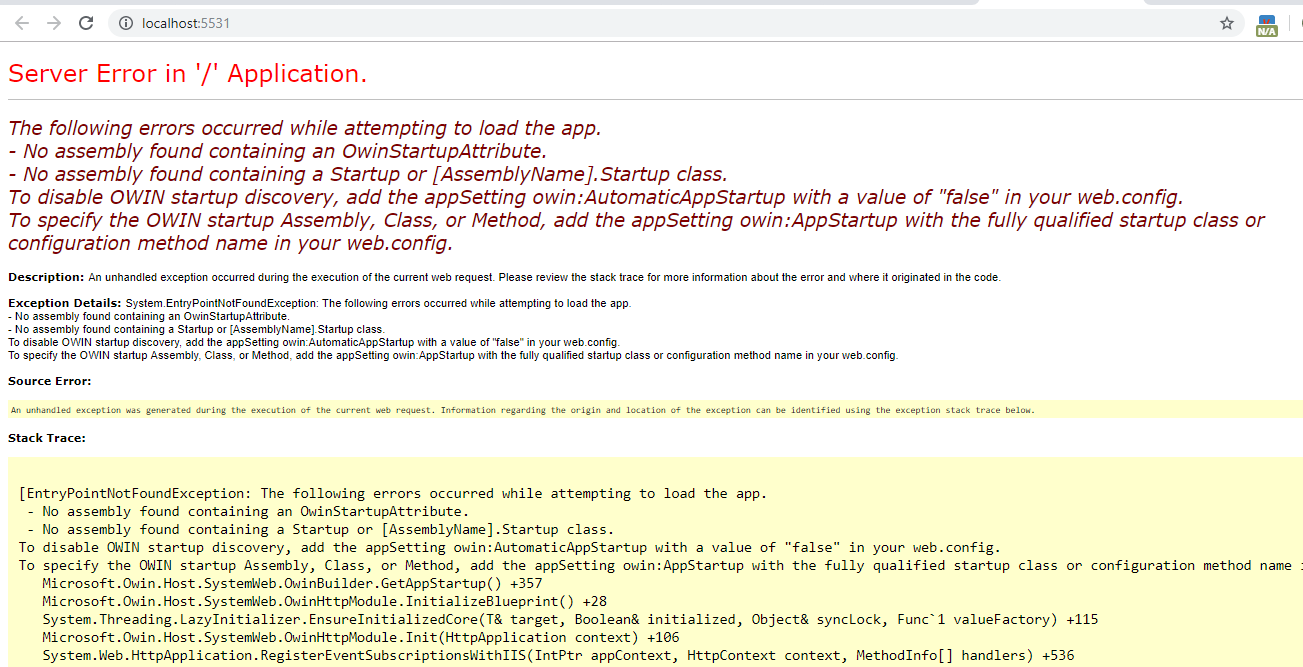 localhost:5531
N/A
Server Error in '/' Application.
The following errors occurred while attempting to load the app.
- No assembly found containing an OwinStartupAttribute.
- No assembly found containing a Startup or [AssemblyName].Startup class.
To disable OWIN startup discovery, add the appSetting owin:AutomaticAppStartup with a value of "false" in your web.config.
To specify the OWIN startup Assembly, Class, or Method, add the appSetting owin:AppStartup with the fully qualified startup class or
configuration method name in your web.config.
Description: An unhandled exception occurred during the execution of the current web request. Please review the stack trace for more information about the error and where it originated in the code.
Exception Details: System.EntryPointNotFoundException: The following errors occurred while attempting to load the app.
- No assembly found containing an OwinStartupAttribute.
- No assembly found containing a Startup or [AssemblyName].Startup class.
To disable OWIN startup discovery, add the appSetting owin:AutomaticAppStartup with a value of "false" in your web.config.
To specify the OWIN startup Assembly, Class, or Method, add the appSetting owin:AppStartup with the fully qualified startup class or configuration method name in your web.config.
Source Error:
An unhandled exception was generated during the execution of the current web request. Information regarding the origin and location of the exception can be identified using the exception stack trace below.
Stack Trace:
[EntryPointNotFoundException: The following errors occurred while attempting to load the app.
- No assembly found containing an OwinStartupAttribute.
- No assembly found containing a Startup or [AssemblyName].Startup class.
To disable OWIN startup discovery, add the appSetting owin:AutomaticAppStartup with a value of "false" in your web.config.
To specify the OWIN startup Assembly, Class, or Method, add the appSetting owin:AppStartup with the fully qualified startup class or configuration method name
Microsoft.Owin.Host.SystemWeb.OwinBuilder.GetAppStartup() +357
Microsoft.Owin.Host.SystemWeb.OwinHttpModule.InitializeBlueprint() +28
System.Threading.LazyInitializer.EnsureInitializedCore(T& target, Boolean& initialized, Object& syncLock, Func`1 valueFactory) +115
Microsoft.Owin.Host.SystemWeb.OwinHttpModule.Init(HttpApplication context) +106
System.Web.HttpApplication.RegisterEventSubscriptionsWithIIS(IntPtr appContext, HttpContext context, MethodInfo[] handlers) +536